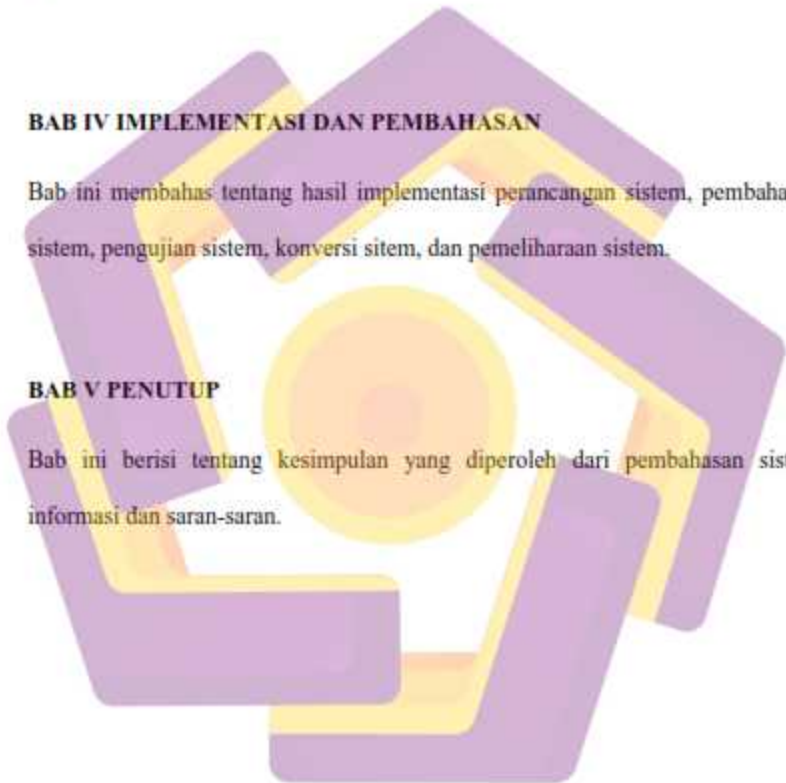 BAB IV IMPLEMENTASI DAN PEMBAHASAN
Bab ini membahas tentang hasil implementasi perancangan sistem, pembaha
sistem, pengujian sistem, konversi sitem, dan pemeliharaan sistem.
BAB V PENUTUP
Bab ini berisi tentang kesimpulan yang diperoleh dari pembahasan sist
informasi dan saran-saran.